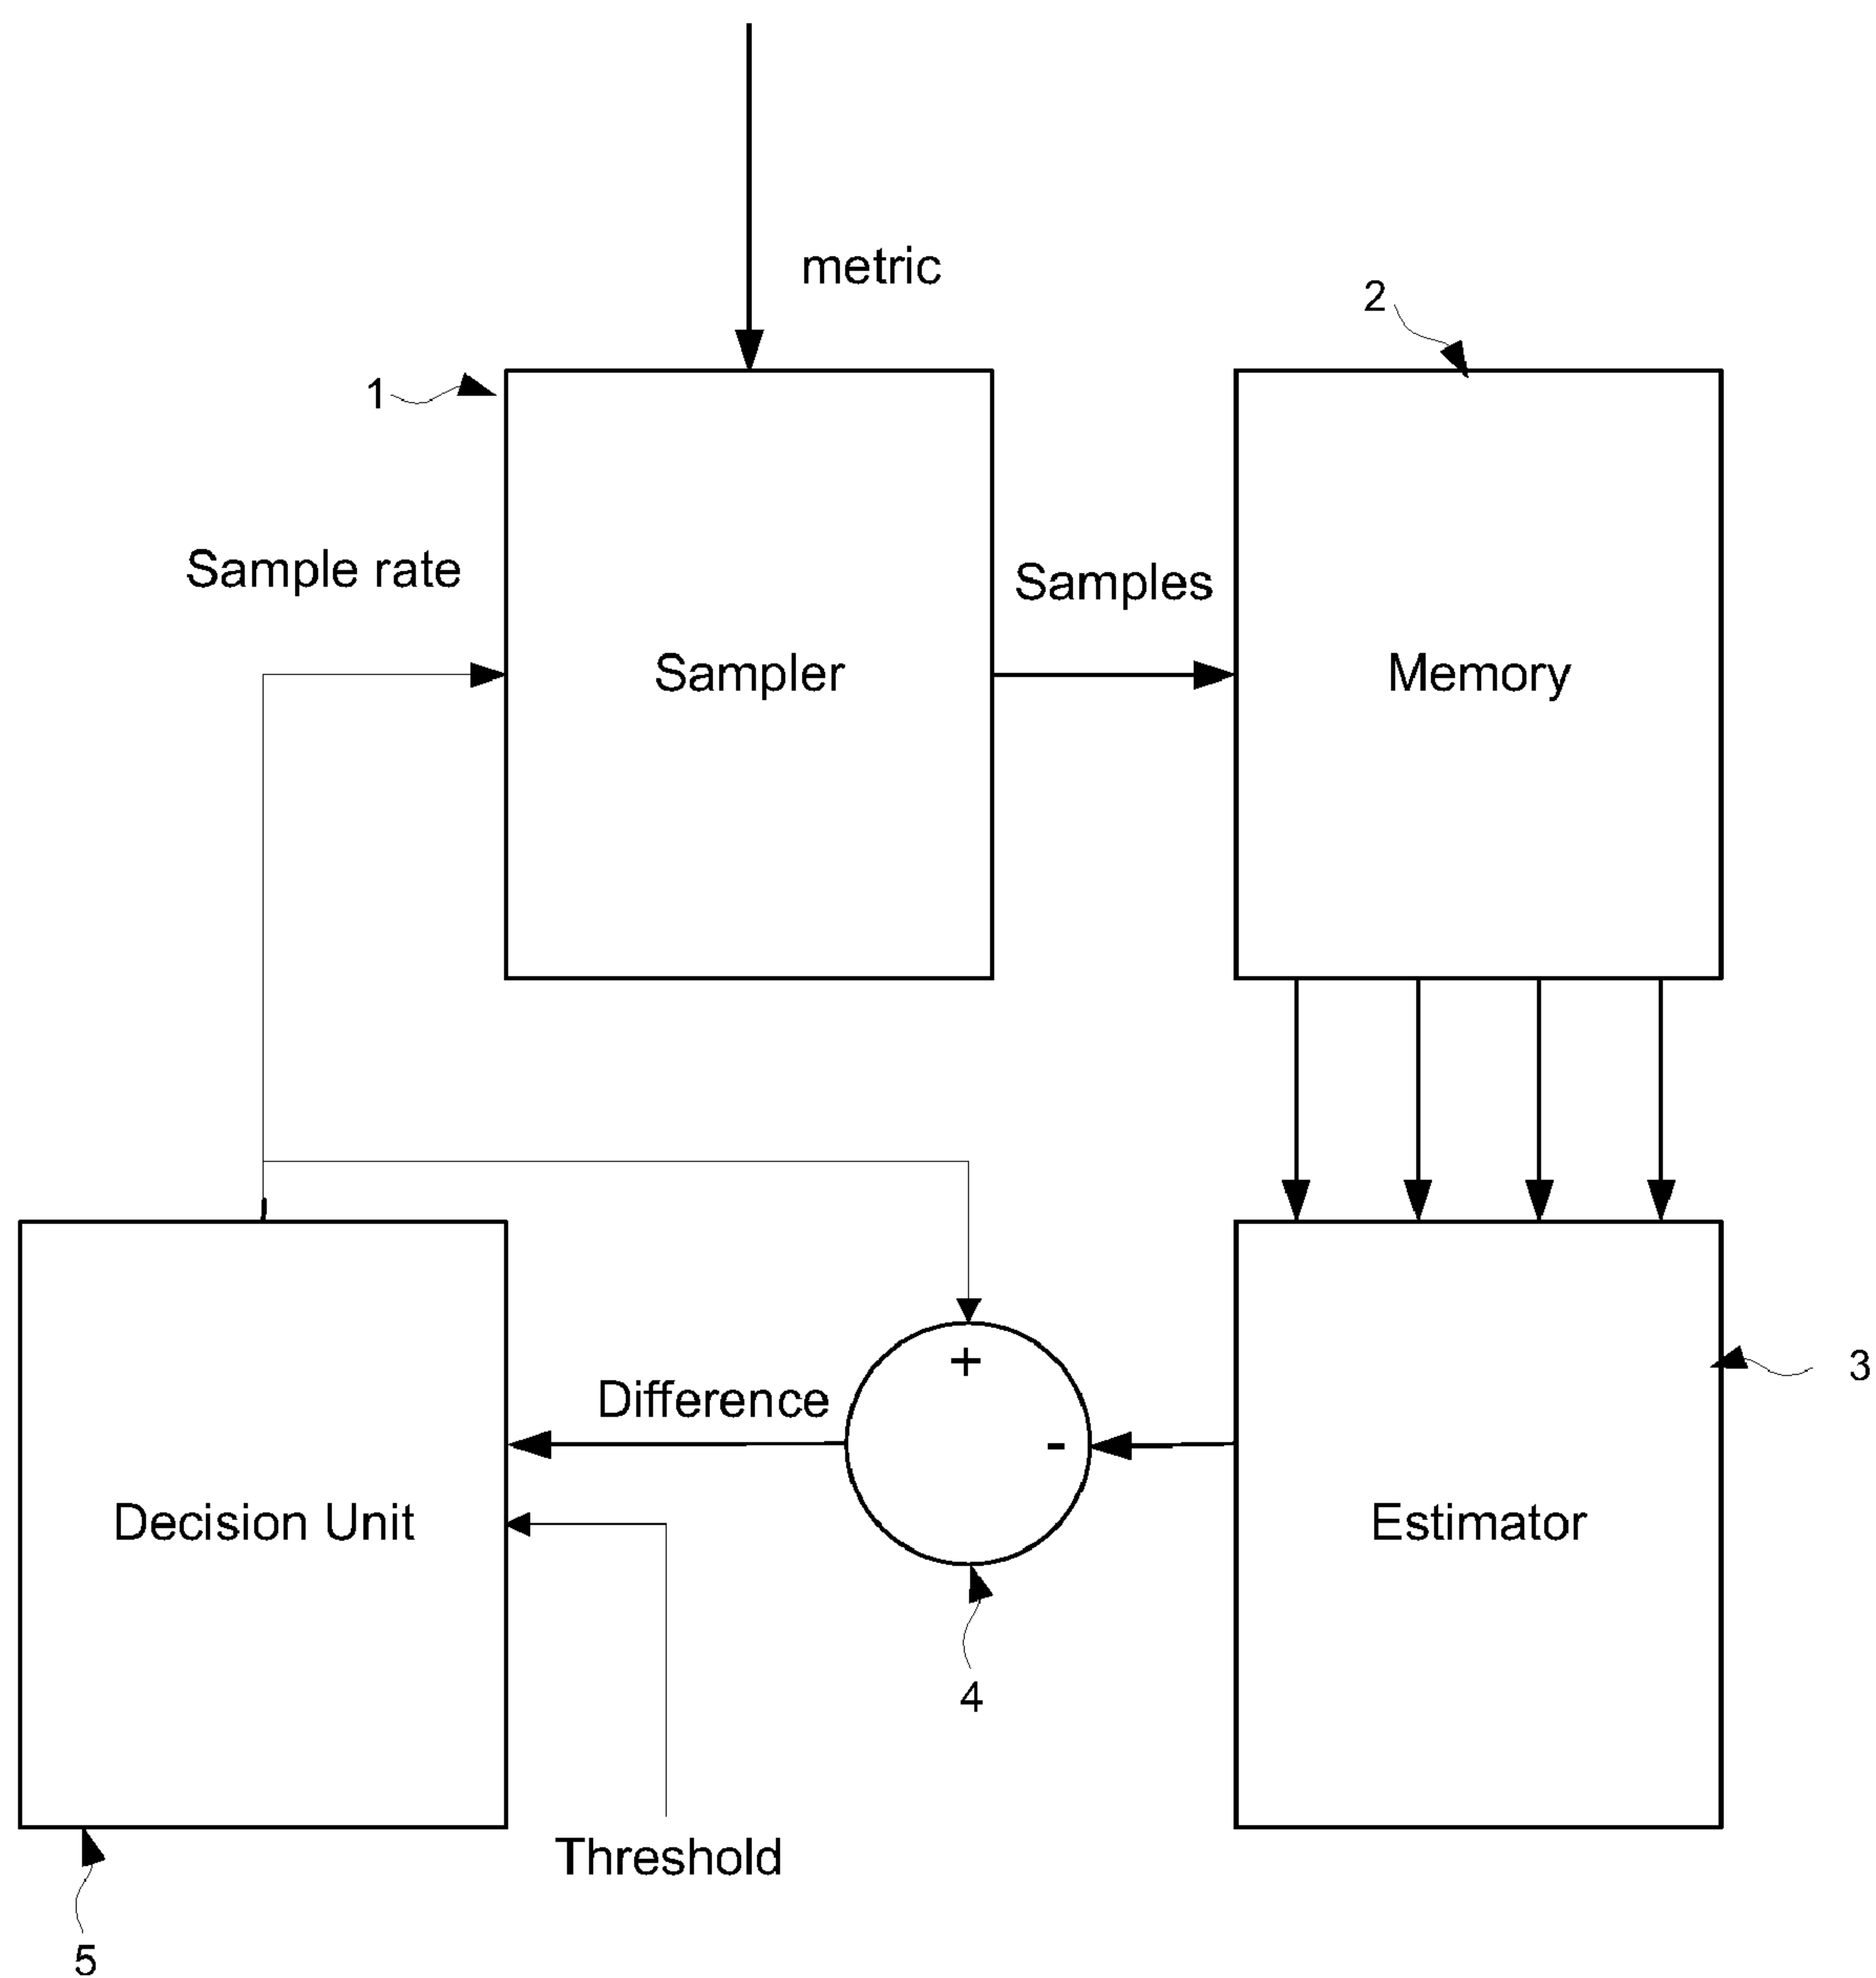 metric
2
1
Sample rate
Samples
Sampler
Memory
+
3
Difference
-
Decision Unit
Estimator
4
Threshold
5